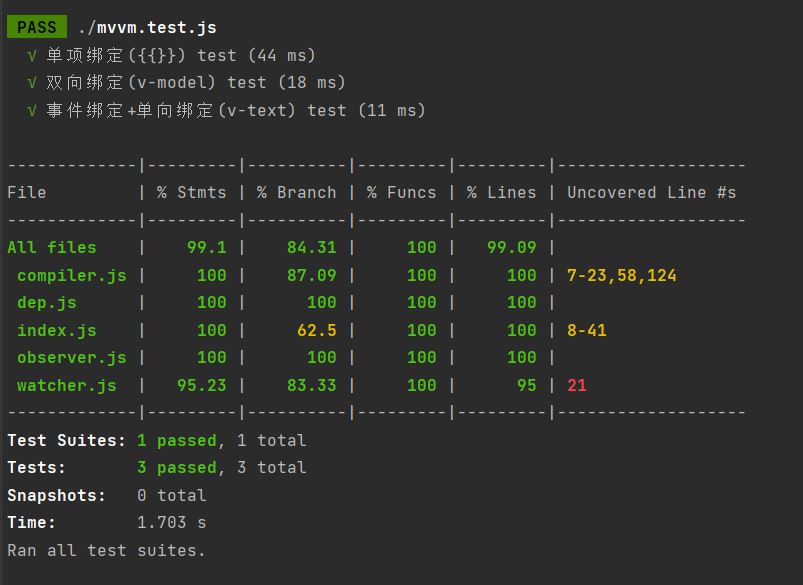 PASS ./mvvm.test.js
√ 单项绑定({{}}) test (44 ms)
√ 双向绑定(v-model) test (18 ms)
√ 事件绑定+单向绑定(v-text) test (11 ms)
-------------|---------|----------|---------|---------|-------------------
File         | % Stmts | % Branch | % Funcs | % Lines | Uncovered Line #s
-------------|---------|----------|---------|---------|-------------------
All files    |    99.1 |    84.31 |     100 |   99.09 |
 compiler.js |     100 |    87.09 |     100 |     100 | 7-23,58,124
 dep.js      |     100 |      100 |     100 |     100 |
 index.js    |     100 |     62.5 |     100 |     100 | 8-41
 observer.js |     100 |      100 |     100 |     100 |
 watcher.js  |   95.23 |    83.33 |     100 |      95 | 21
-------------|---------|----------|---------|---------|-------------------
Test Suites: 1 passed, 1 total
Tests:       3 passed, 3 total
Snapshots:   0 total
Time:        1.703 s
Ran all test suites.